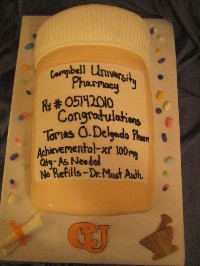 Campbell University
Pharmacy
Rx # 05142010
Congratulations
Tomas O. Delgado Pharm
Achievemental-xr 100mg
Qty - As Needed
No Refills - Dr. Must Auth.
CU